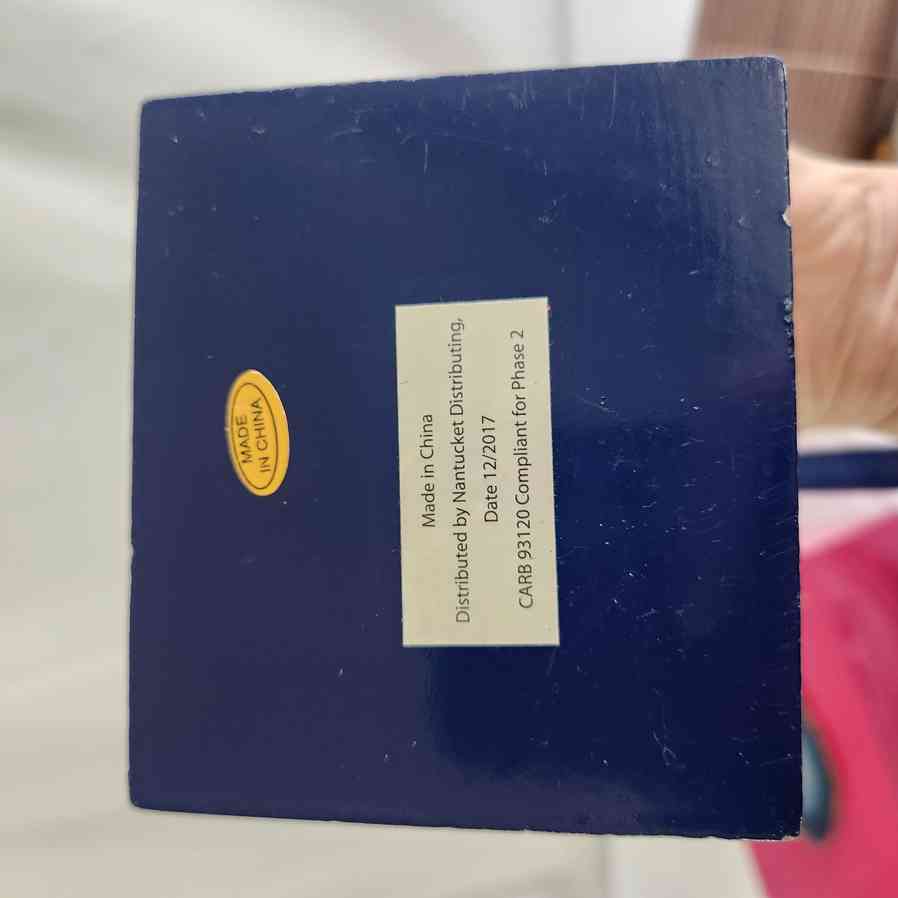 MADE
IN CHINA
Made in China
Distributed by Nantucket Distributing,
Date 12/2017
CARB 93120 Compliant for Phase 2